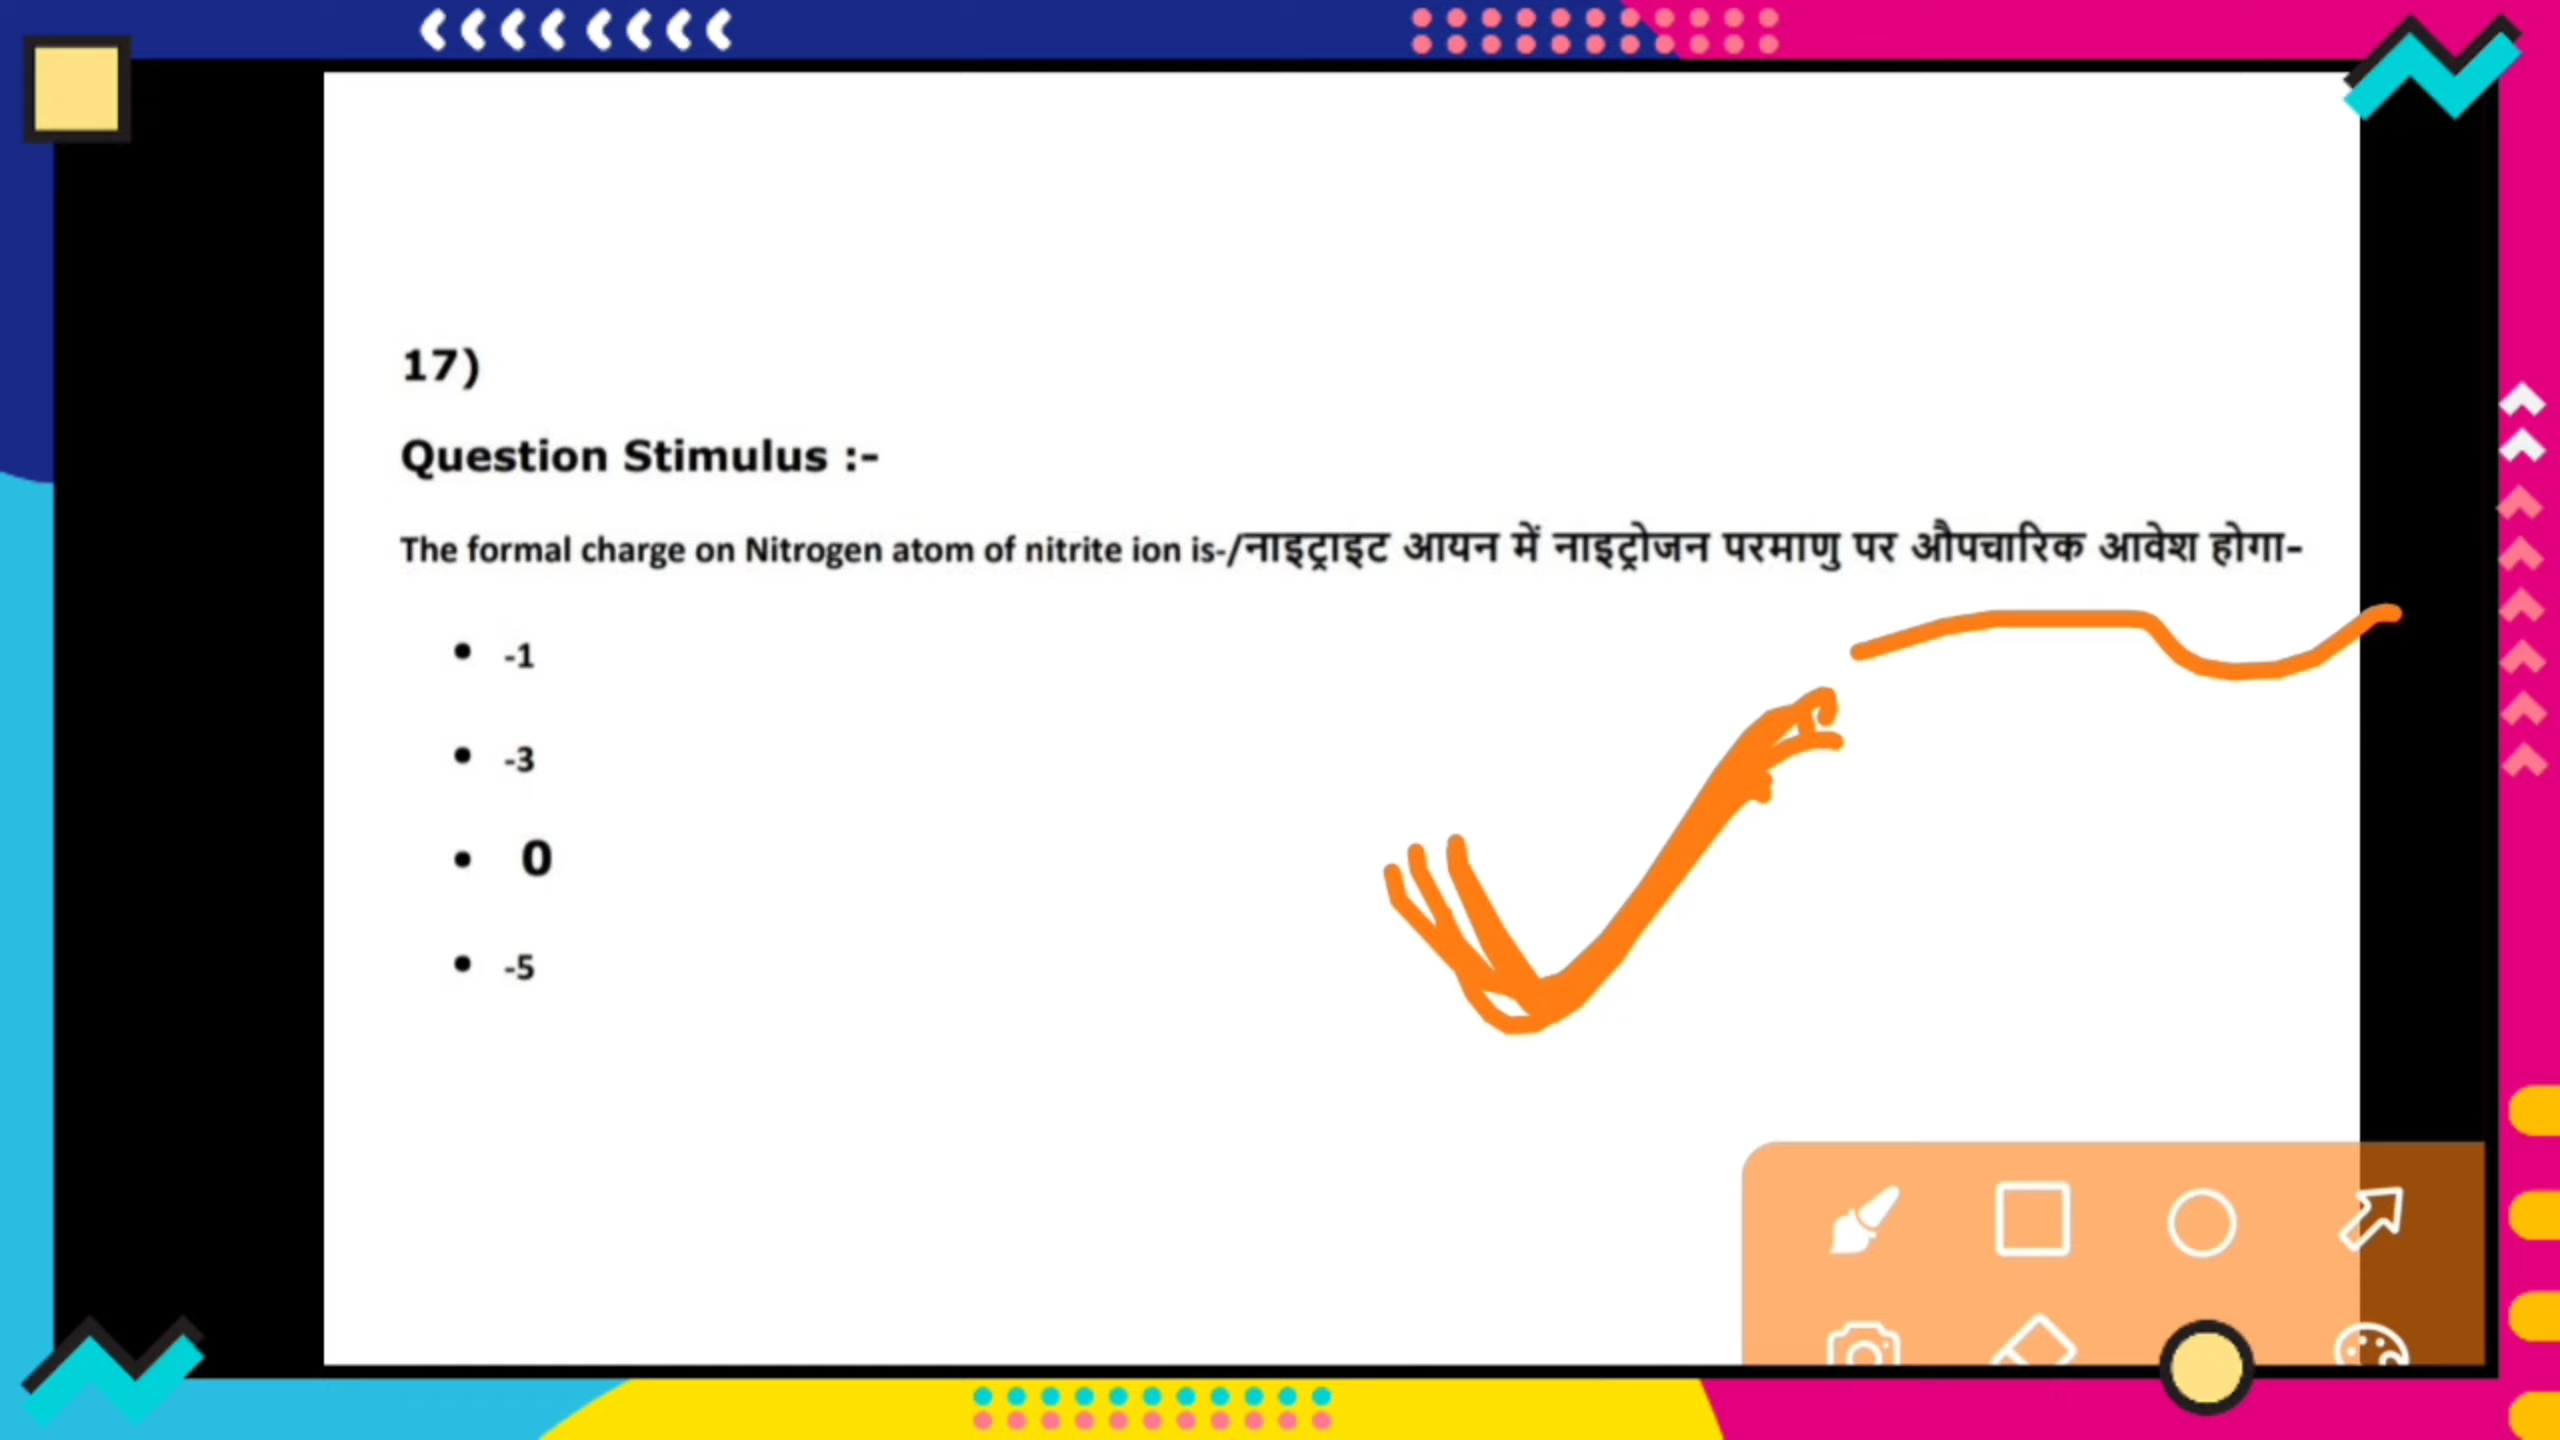 17)
Question Stimulus :-
The formal charge on Nitrogen atom of nitrite ion is-/नाइट्राइट आयन में नाइट्रोजन परमाणु पर औपचारिक आवेश होगा-
• -1
• -3
• 0
• -5